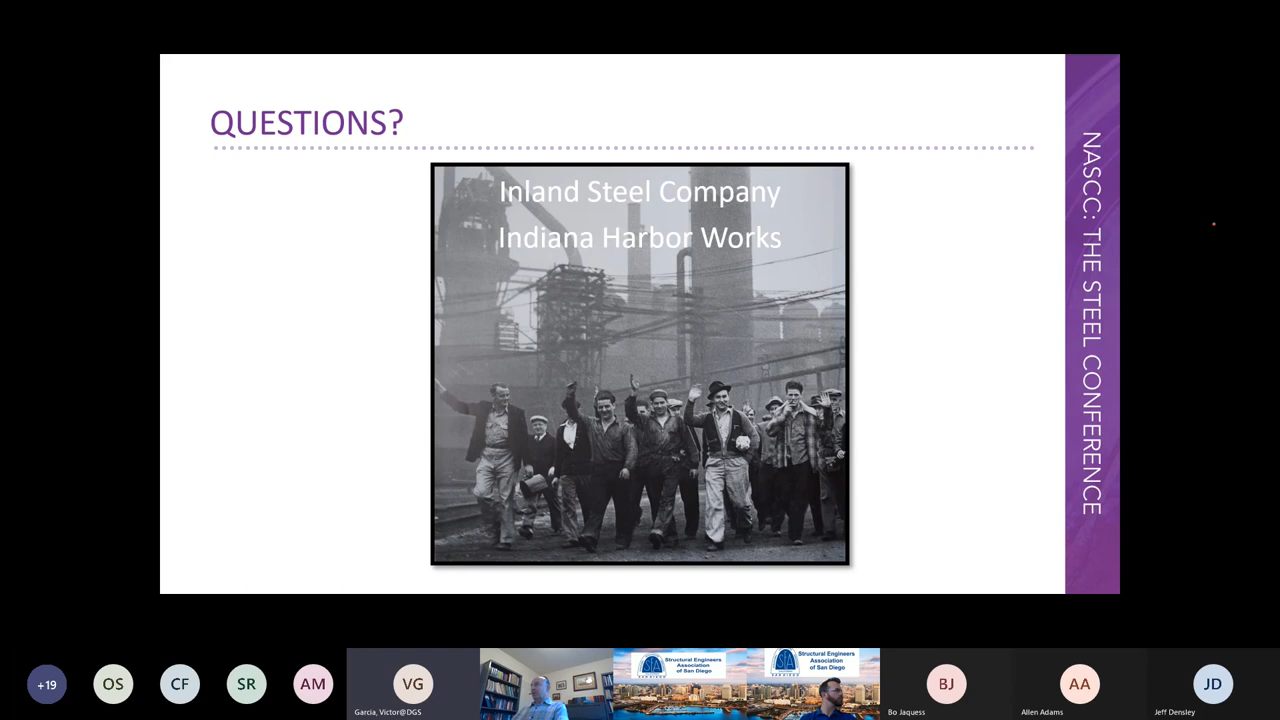 QUESTIONS?
Inland Steel Company
Indiana Harbor Works
NASCC: THE STEEL CONFERENCE
+19
OS
CF
SR
AM
VG
Garcia, Victor@DGS
Structural Engineers
Association
of San Diego
Structural Engineers
Association
of San Diego
BJ
Bo Jaquess
AA
Allen Adams
JD
Jeff Densley